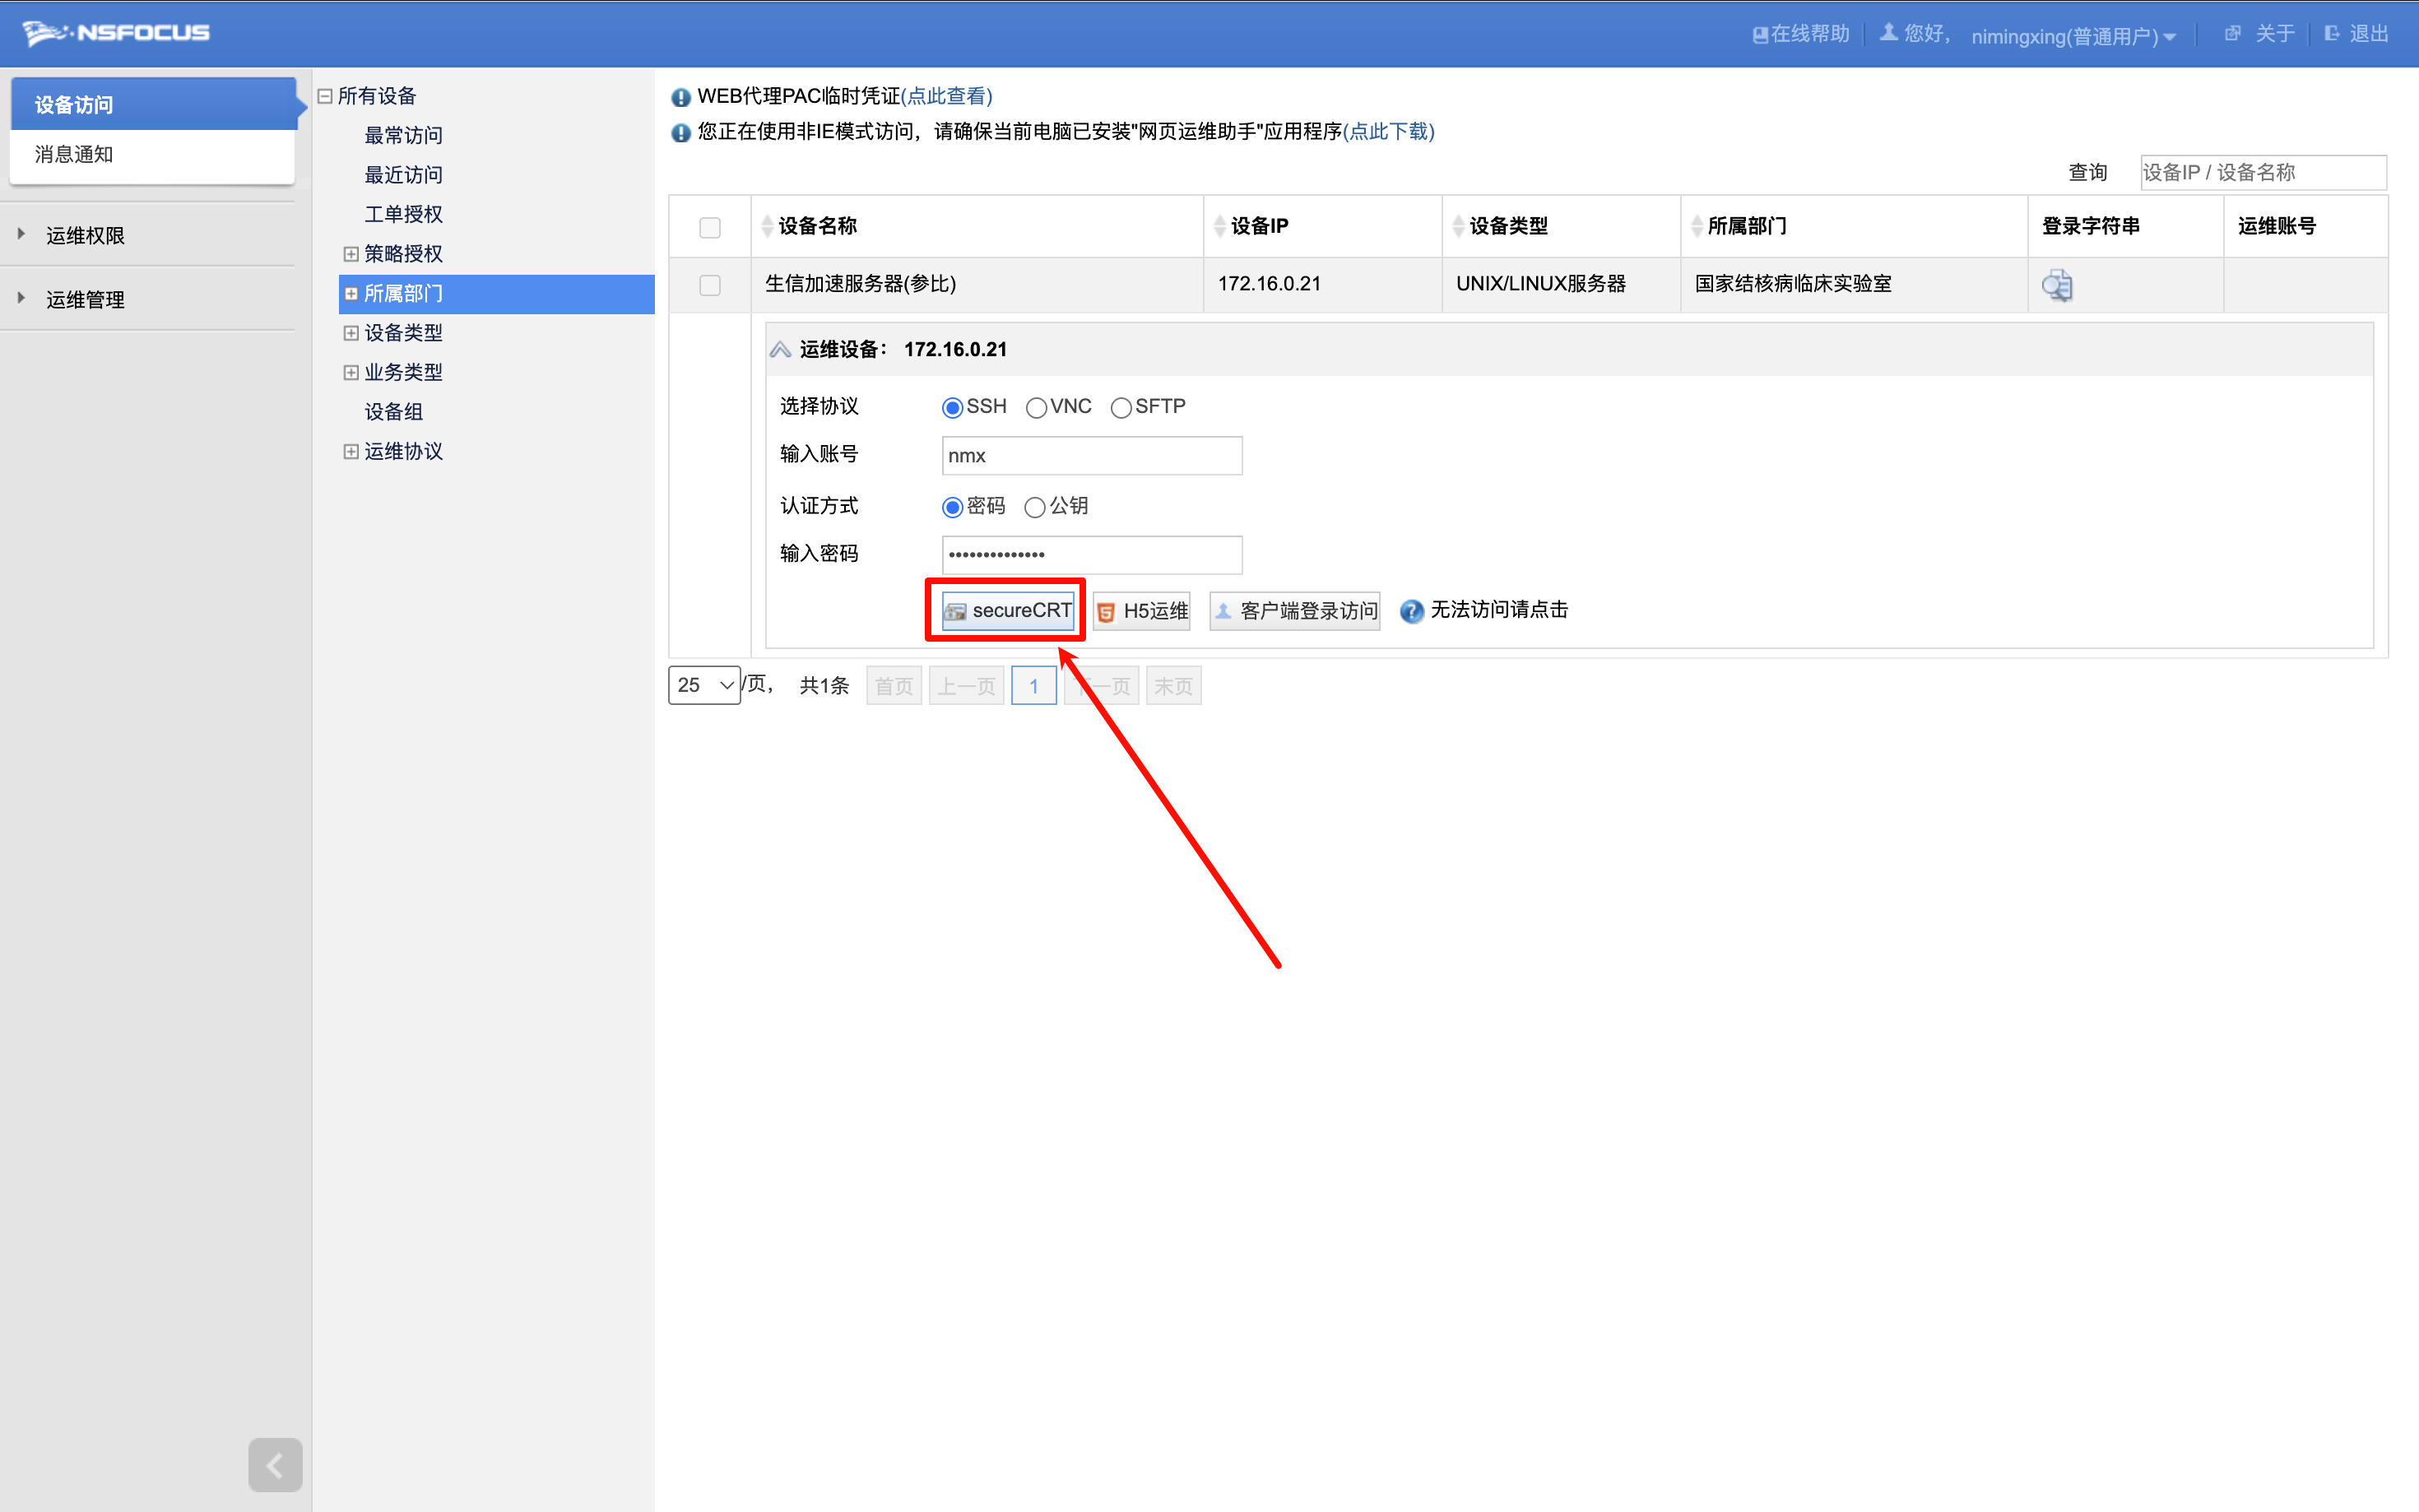 NSFOCUS
在线帮助 您好， nimingxing(普通用户) 关于 退出
设备访问
消息通知
运维权限
运维管理
所有设备
最常访问
最近访问
工单授权
策略授权
所属部门
设备类型
业务类型
设备组
运维协议
WEB代理PAC临时凭证(点此查看)
您正在使用非IE模式访问，请确保当前电脑已安装"网页运维助手"应用程序(点此下载)
查询 设备IP / 设备名称
设备名称 设备IP 设备类型 所属部门 登录字符串 运维账号
生信加速服务器(参比) 172.16.0.21 UNIX/LINUX服务器 国家结核病临床实验室
运维设备： 172.16.0.21
选择协议 SSH VNC SFTP
输入账号 nmx
认证方式 密码 公钥
输入密码 ••••••••••••••
secureCRT H5运维 客户端登录访问 无法访问请点击
25 /页， 共1条 首页 上一页 1 下一页 末页